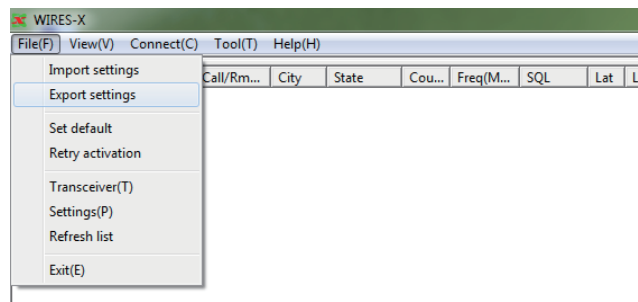 WIRES-X
File(F) View(V) Connect(C) Tool(T) Help(H)
Call/Rm... City State Cou... Freq(M... SQL Lat L
Import settings
Export settings
Set default
Retry activation
Transceiver(T)
Settings(P)
Refresh list
Exit(E)